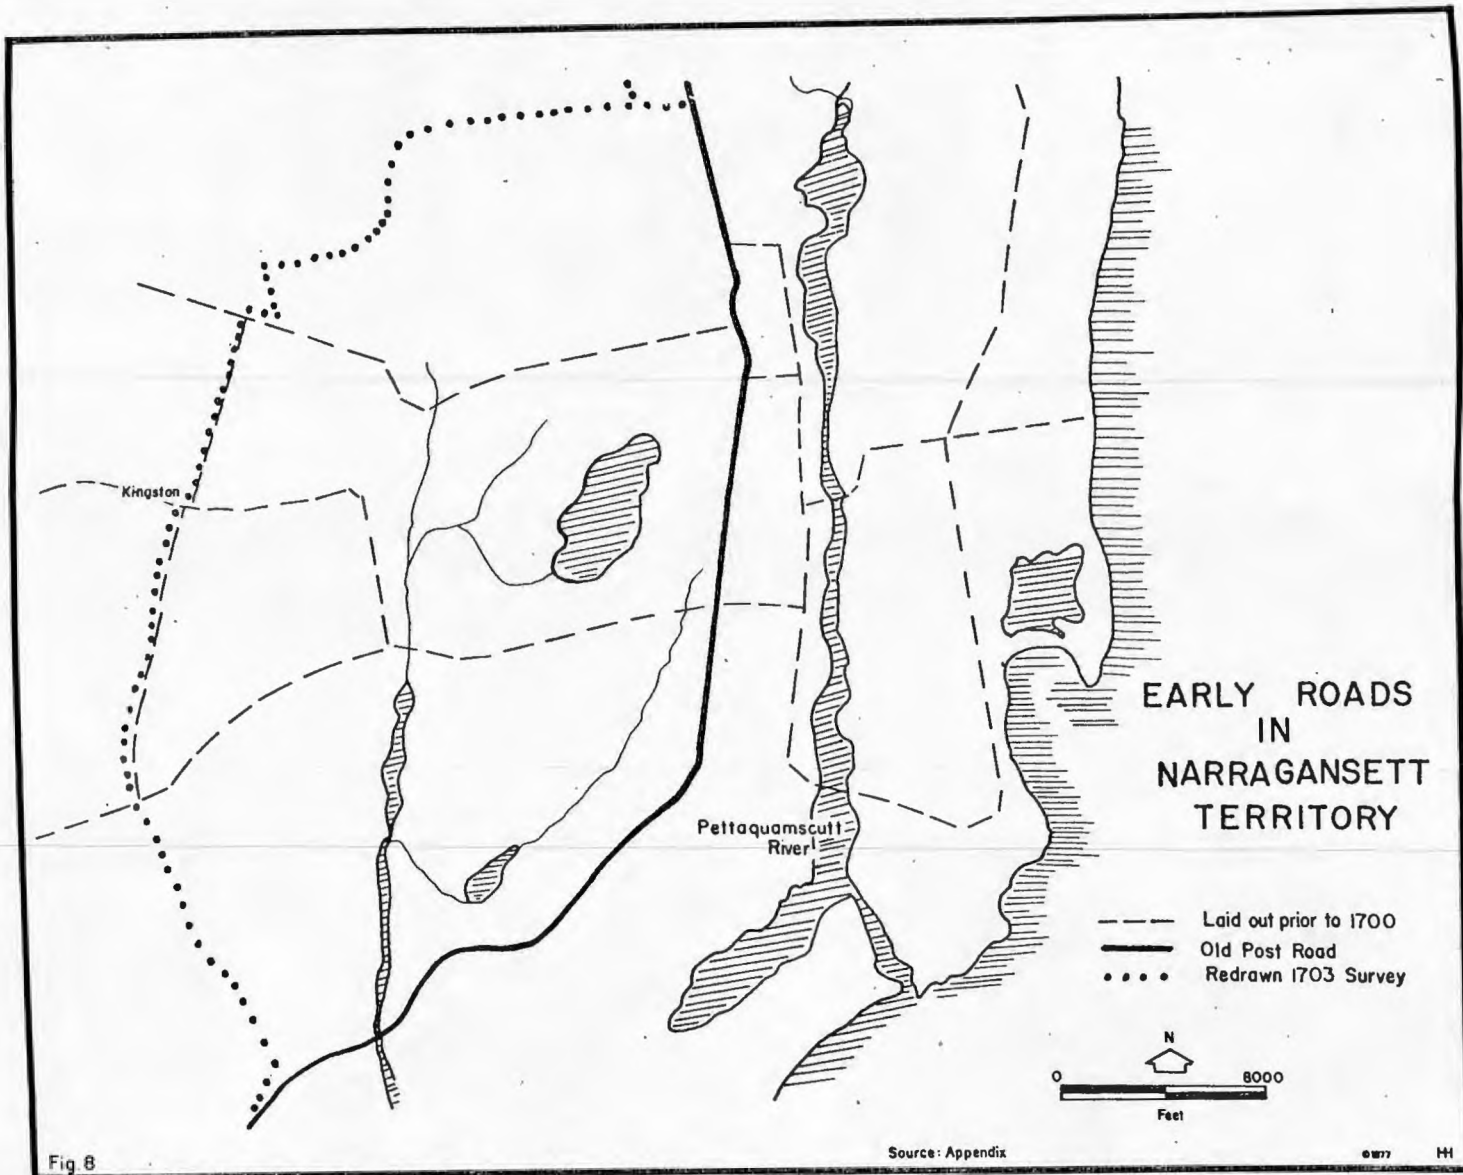 Kingston
Pettaquamscutt
River
EARLY ROADS
IN
NARRAGANSETT
TERRITORY
Laid out prior to 1700
Old Post Road
Redrawn 1703 Survey
N
0 8000
Feet
Fig. 8
Source: Appendix
HH